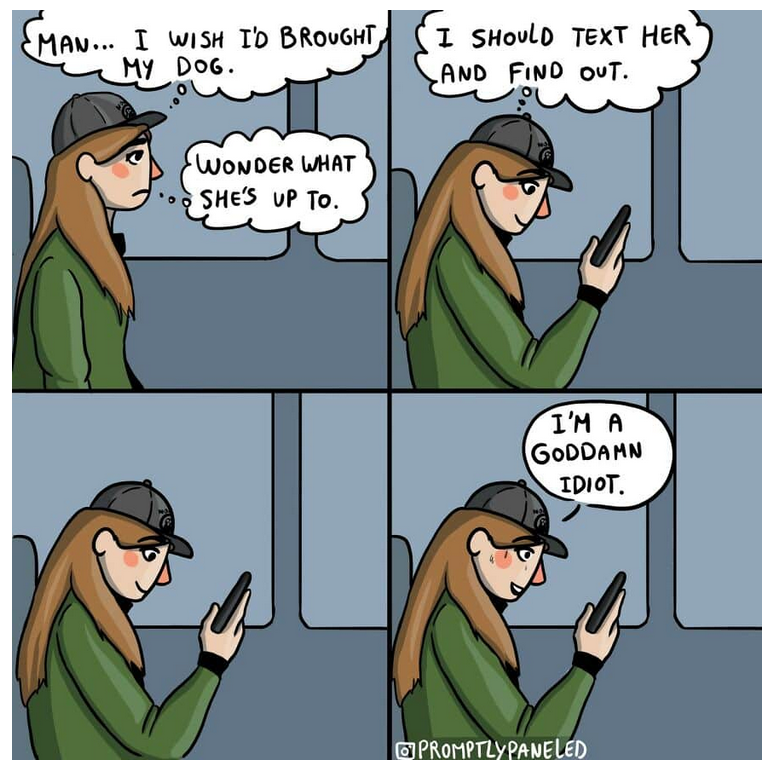 MAN... I WISH I'D BROUGHT
MY DOG.
WONDER WHAT
SHE'S UP TO.
I SHOULD TEXT HER
AND FIND OUT.
I'M A
GODDAMN
IDIOT.
@PROMPTLYPANELED